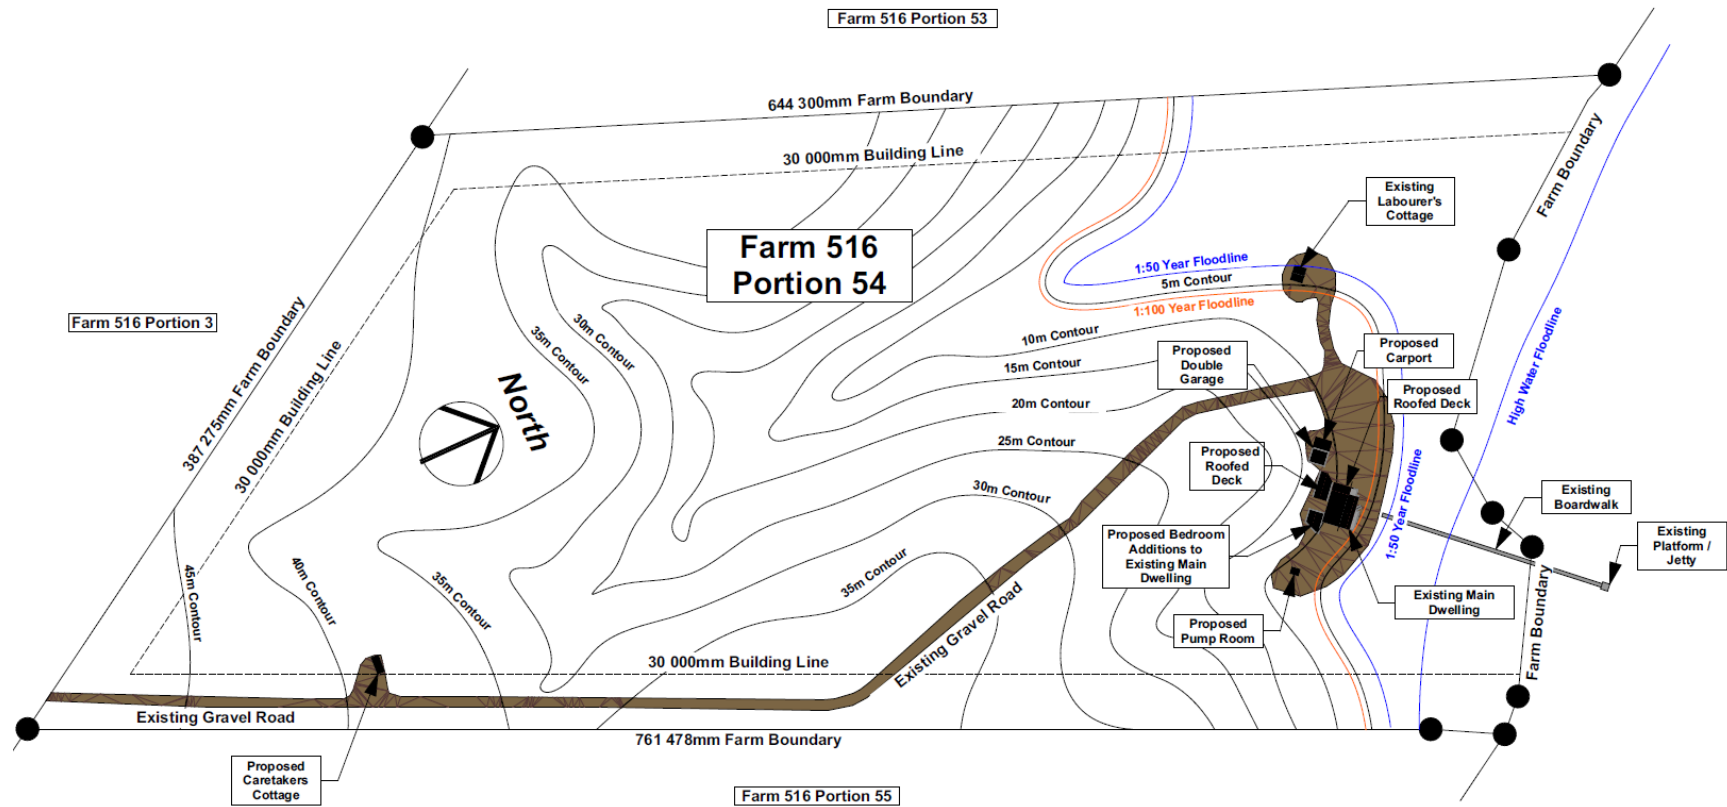 Farm 516 Portion 53
644 300mm Farm Boundary
30 000mm Building Line
Farm Boundary
Existing
Labourer's
Cottage
Farm 516
Portion 54
1:50 Year Floodline
5m Contour
1:100 Year Floodline
Farm 516 Portion 3
387 275mm Farm Boundary
30 000mm Building Line
35m Contour
30m Contour
North
10m Contour
15m Contour
20m Contour
25m Contour
30m Contour
35m Contour
Proposed
Double
Garage
Proposed
Carport
Proposed
Roofed Deck
High Water Floodline
Proposed
Roofed
Deck
1:50 Year Floodline
Existing
Boardwalk
Existing
Platform /
Jetty
Proposed Bedroom
Additions to
Existing Main
Dwelling
Existing Main
Dwelling
Proposed
Pump Room
Farm Boundary
45m Contour
40m Contour
35m Contour
30 000mm Building Line
Existing Gravel Road
Existing Gravel Road
761 478mm Farm Boundary
Proposed
Caretakers
Cottage
Farm 516 Portion 55